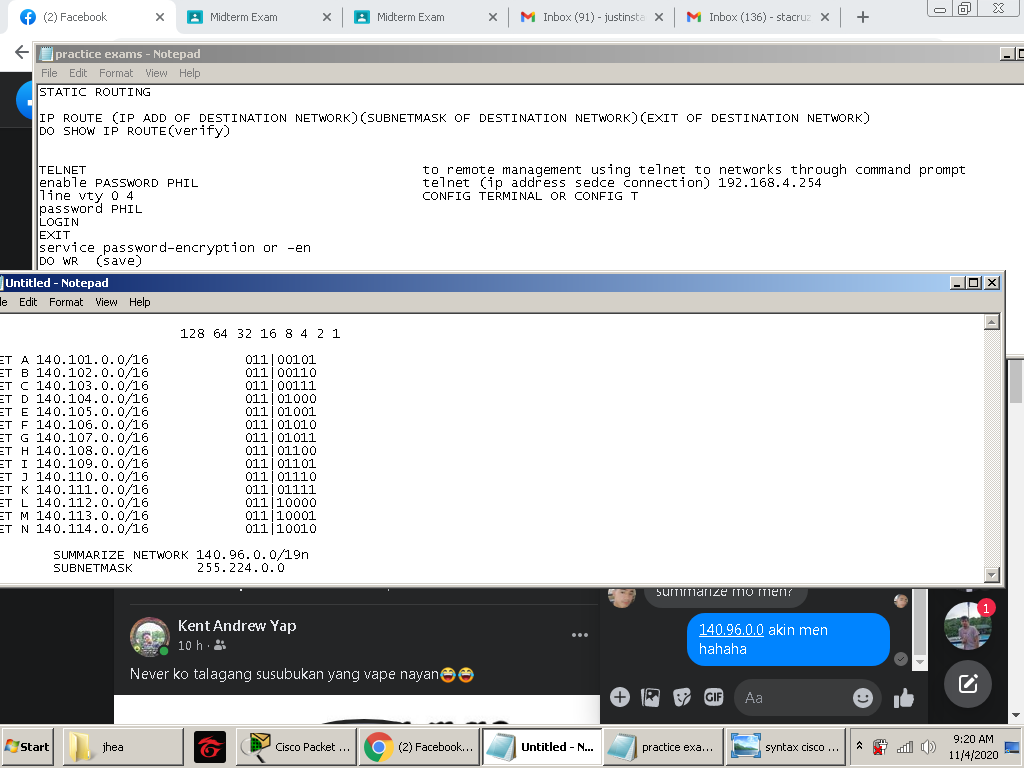 (2) Facebook
Midterm Exam
Midterm Exam
Inbox (91) - justinsta
Inbox (136) - stacruz
practice exams - Notepad
File Edit Format View Help
STATIC ROUTING
IP ROUTE (IP ADD OF DESTINATION NETWORK)(SUBNETMASK OF DESTINATION NETWORK)(EXIT OF DESTINATION NETWORK)
DO SHOW IP ROUTE(verify)
TELNET to remote management using telnet to networks through command prompt
enable PASSWORD PHIL telnet (ip address sedce connection) 192.168.4.254
line vty 0 4 CONFIG TERMINAL OR CONFIG T
password PHIL
LOGIN
EXIT
service password-encryption or -en
DO WR (save)
Untitled - Notepad
le Edit Format View Help
128 64 32 16 8 4 2 1
ET A 140.101.0.0/16 011|00101
ET B 140.102.0.0/16 011|00110
ET C 140.103.0.0/16 011|00111
ET D 140.104.0.0/16 011|01000
ET E 140.105.0.0/16 011|01001
ET F 140.106.0.0/16 011|01010
ET G 140.107.0.0/16 011|01011
ET H 140.108.0.0/16 011|01100
ET I 140.109.0.0/16 011|01101
ET J 140.110.0.0/16 011|01110
ET K 140.111.0.0/16 011|01111
ET L 140.112.0.0/16 011|10000
ET M 140.113.0.0/16 011|10001
ET N 140.114.0.0/16 011|10010
SUMMARIZE NETWORK 140.96.0.0/19n
SUBNETMASK 255.224.0.0
summarize mo men?
Kent Andrew Yap
10 h ·
Never ko talagang susubukan yang vape nayan😂😂
140.96.0.0 akin men
hahaha
1
GIF
Aa
Start
jhea
Cisco Packet ...
(2) Facebook...
Untitled - N...
practice exa...
syntax cisco ...
9:20 AM
11/4/2020